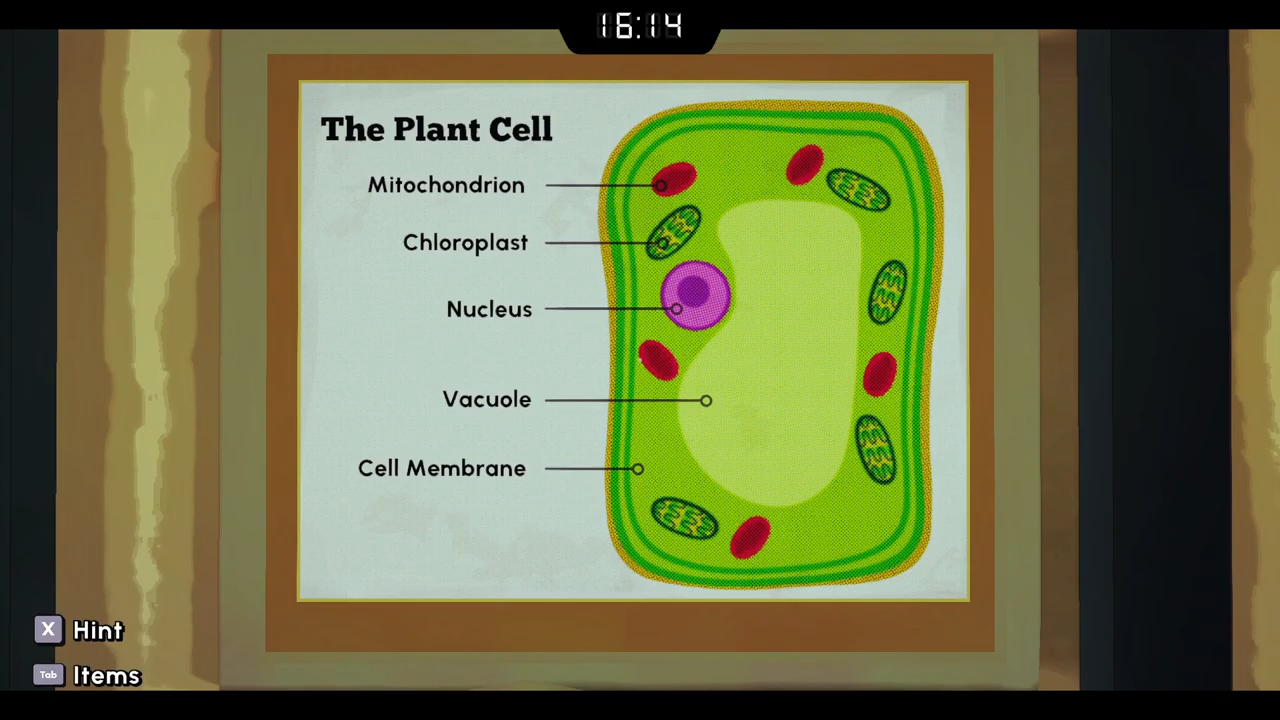 16:14
The Plant Cell
Mitochondrion
Chloroplast
Nucleus
Vacuole
Cell Membrane
X Hint
Tab Items